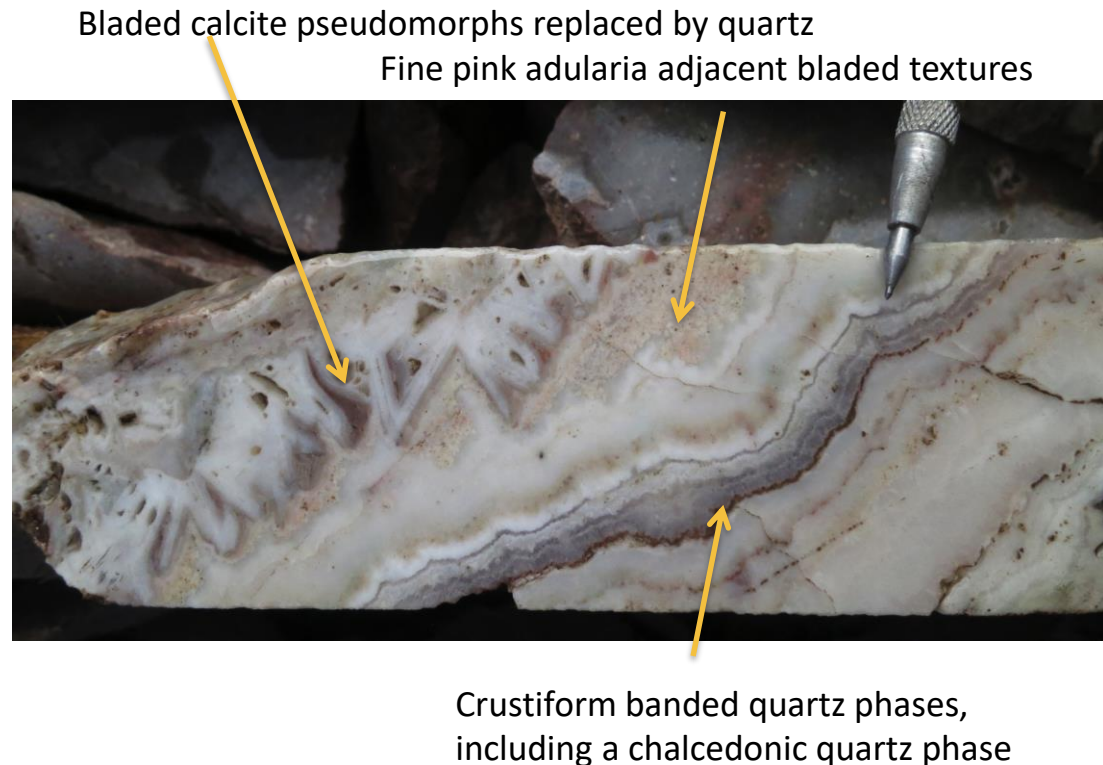 Bladed calcite pseudomorphs replaced by quartz
Fine pink adularia adjacent bladed textures
Crustiform banded quartz phases,
including a chalcedonic quartz phase